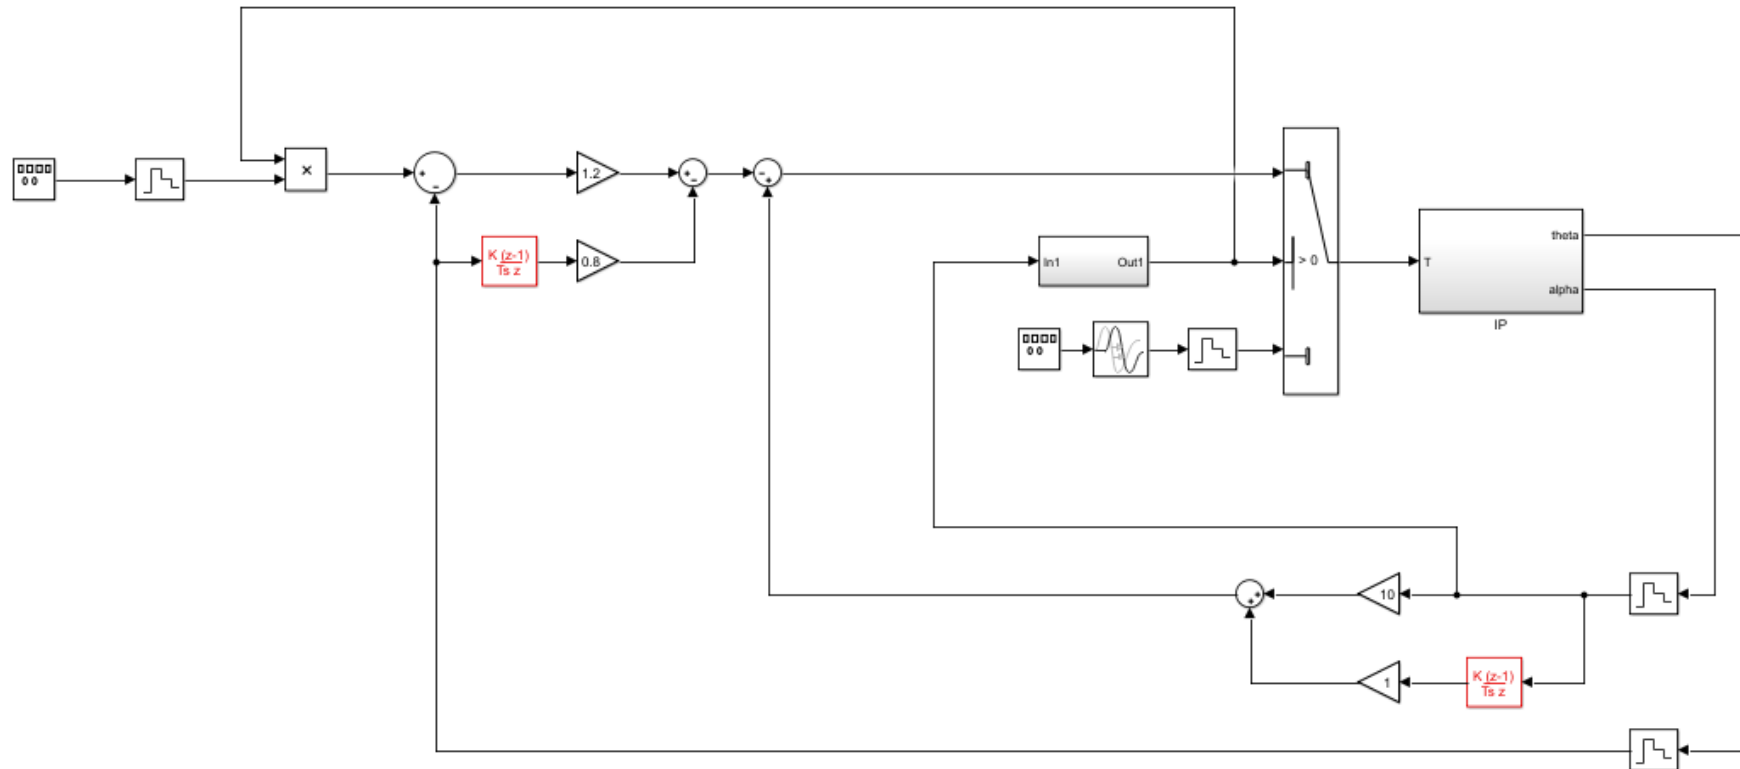 ×
+
-
1.2
+
-
-
+
K (z-1)
Ts z
0.8
In1
Out1
> 0
T
theta
alpha
IP
10
+
+
1
K (z-1)
Ts z